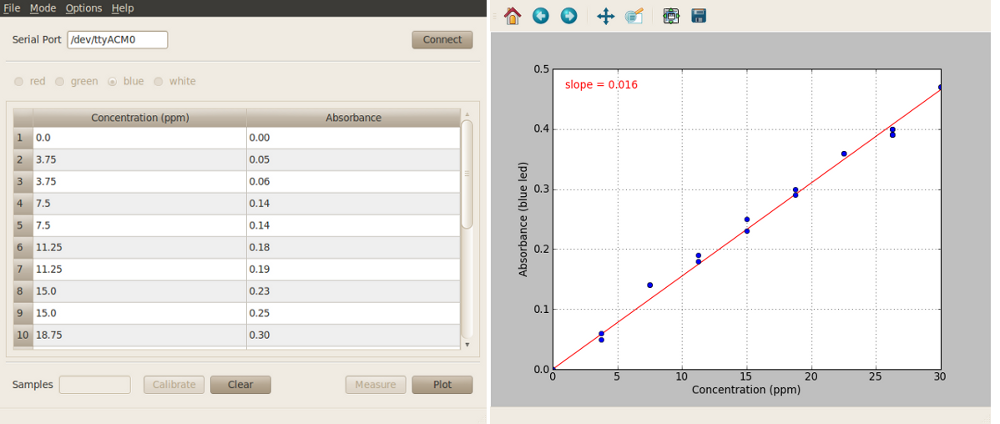 File Mode Options Help
Serial Port /dev/ttyACM0 Connect
red green blue white
Concentration (ppm) Absorbance
1 0.0 0.00
2 3.75 0.05
3 3.75 0.06
4 7.5 0.14
5 7.5 0.14
6 11.25 0.18
7 11.25 0.19
8 15.0 0.23
9 15.0 0.25
10 18.75 0.30
Samples Calibrate Clear Measure Plot
slope = 0.016
Absorbance (blue led)
0.5
0.4
0.3
0.2
0.1
0.0
0 5 10 15 20 25 30
Concentration (ppm)